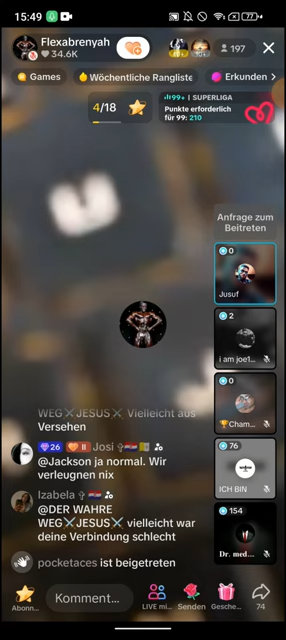 15:49
77
Flexabrenyah
34.6K
197
Games
Wöchentliche Rangliste
Erkunden
4/18
99+ | SUPERLIGA
Punkte erforderlich
für 99: 210
Anfrage zum
Beitreten
0
Jusuf
2
i am joe1...
0
🏆Cham...
76
ICH BIN
154
Dr. med...
WEG⚔️JESUS⚔️ Vielleicht aus
Versehen
26 II Josi ✞🇭🇷
@Jackson ja normal. Wir
verleugnen nix
Izabela ✞🇭🇷
@DER WAHRE
WEG⚔️JESUS⚔️ vielleicht war
deine Verbindung schlecht
pocketaces ist beigetreten
Abonn...
Kommentar...
LIVE mi...
Senden
Gesche...
74